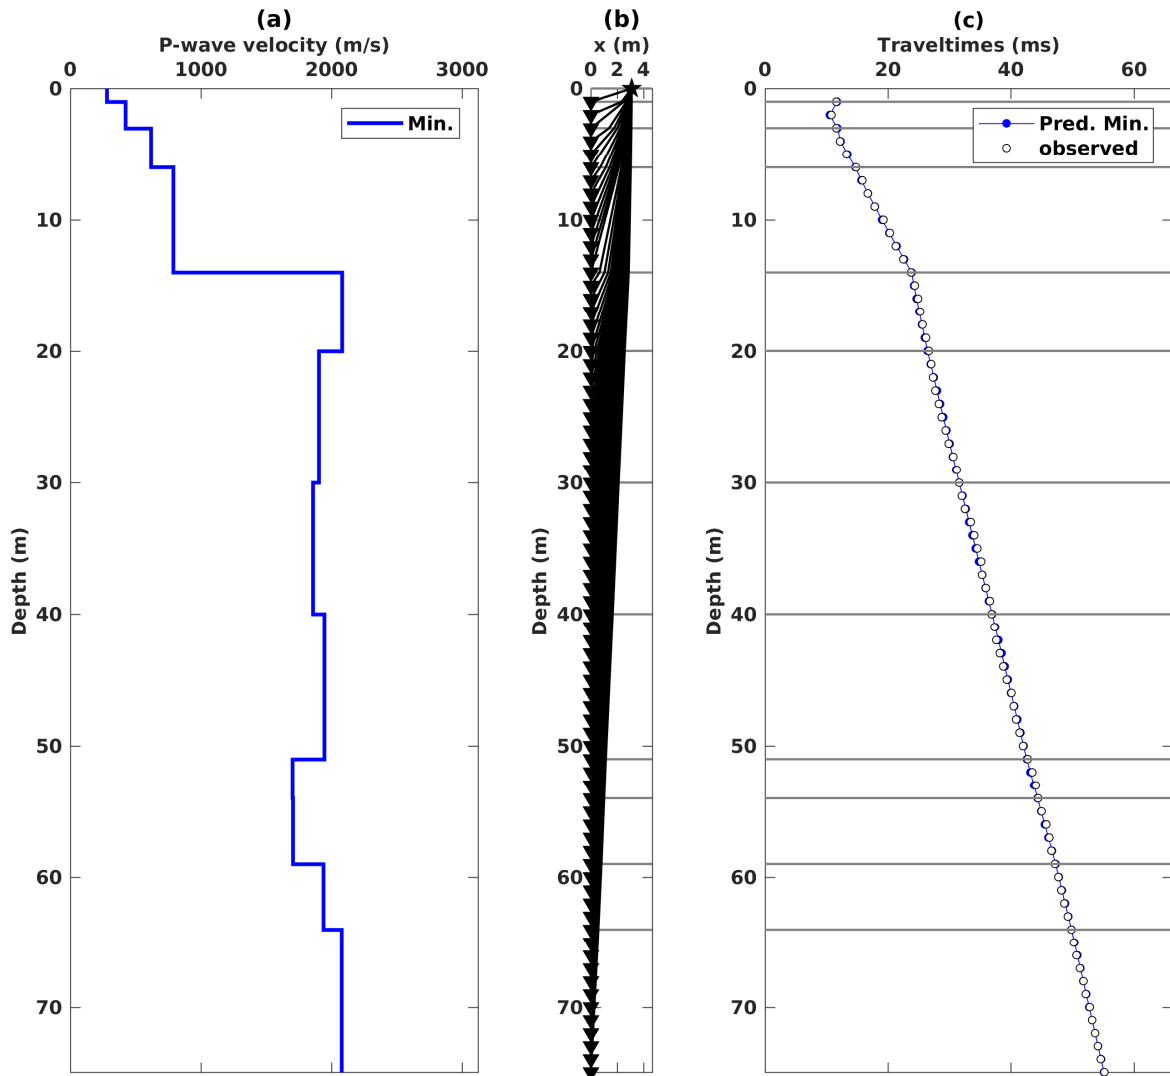 (a)
P-wave velocity (m/s)
0 1000 2000 3000
0
10
20
30
40
50
60
70
Depth (m)
Min.
(b)
x (m)
0 2 4
0
10
20
30
40
50
60
70
Depth (m)
(c)
Traveltimes (ms)
0 20 40 60
0
10
20
30
40
50
60
70
Depth (m)
Pred. Min.
observed